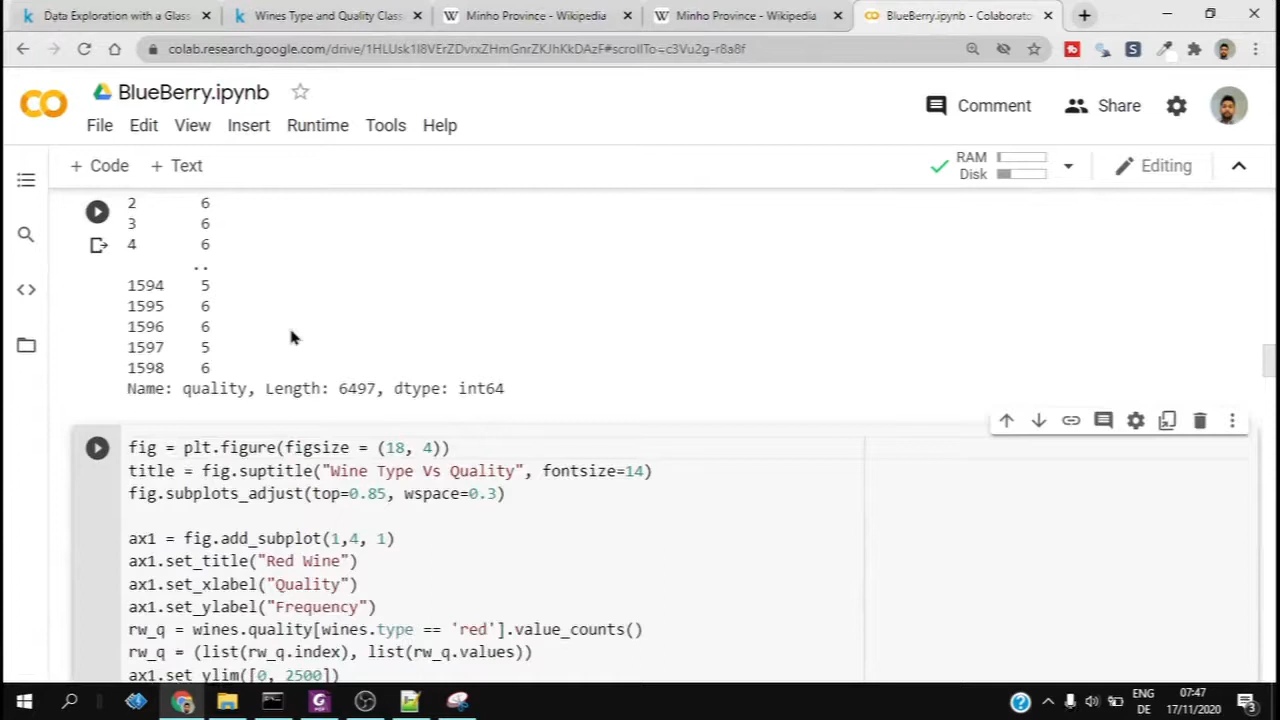 Data Exploration with a Glass
Wines Type and Quality Class
Minho Province - Wikipedia
Minho Province - Wikipedia
BlueBerry.ipynb - Colaborato
colab.research.google.com/drive/1HLUsk1I8VErZDvrxZHmGnrZKJhKkDAzF#scrollTo=c3Vu2g-r8a8f
BlueBerry.ipynb
Comment
Share
File Edit View Insert Runtime Tools Help
+ Code + Text
RAM
Disk
Editing
2 6
3 6
4 6
..
1594 5
1595 6
1596 6
1597 5
1598 6
Name: quality, Length: 6497, dtype: int64
fig = plt.figure(figsize = (18, 4))
title = fig.suptitle("Wine Type Vs Quality", fontsize=14)
fig.subplots_adjust(top=0.85, wspace=0.3)
ax1 = fig.add_subplot(1,4, 1)
ax1.set_title("Red Wine")
ax1.set_xlabel("Quality")
ax1.set_ylabel("Frequency")
rw_q = wines.quality[wines.type == 'red'].value_counts()
rw_q = (list(rw_q.index), list(rw_q.values))
ax1.set_ylim([0, 2500])
ENG
DE
07:47
17/11/2020
3